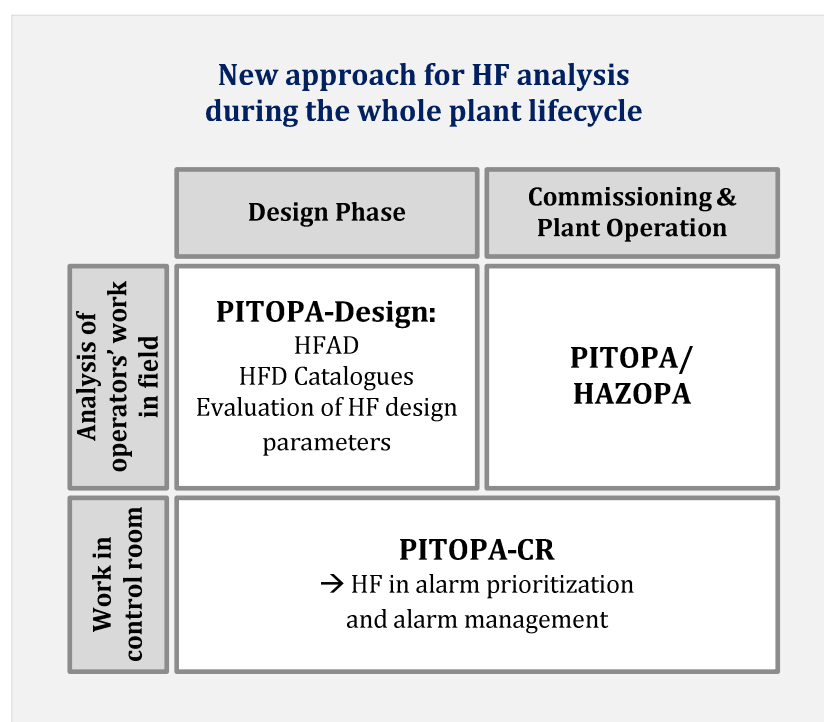 New approach for HF analysis
during the whole plant lifecycle
Design Phase
Commissioning &
Plant Operation
Analysis of
operators’ work
in field
PITOPA-Design:
HFAD
HFD Catalogues
Evaluation of HF design
parameters
PITOPA/
HAZOPA
Work in
control room
PITOPA-CR
→ HF in alarm prioritization
and alarm management